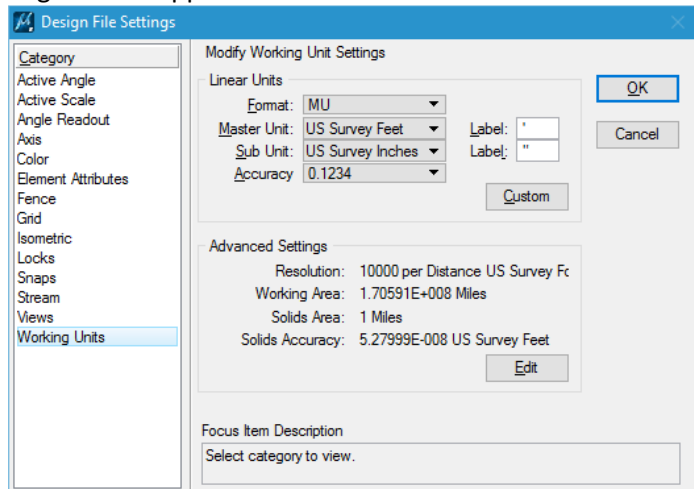 Design File Settings
Category
Active Angle
Active Scale
Angle Readout
Axis
Color
Element Attributes
Fence
Grid
Isometric
Locks
Snaps
Stream
Views
Working Units
Modify Working Unit Settings
Linear Units
Format: MU
Master Unit: US Survey Feet Label: '
Sub Unit: US Survey Inches Label: "
Accuracy 0.1234
Custom
Advanced Settings
Resolution: 10000 per Distance US Survey Fo
Working Area: 1.70591E+008 Miles
Solids Area: 1 Miles
Solids Accuracy: 5.27999E-008 US Survey Feet
Edit
Focus Item Description
Select category to view.
OK
Cancel